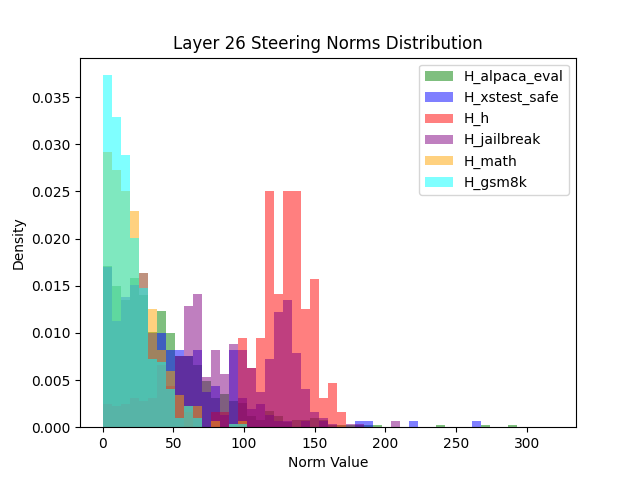 Layer 26 Steering Norms Distribution
H_alpaca_eval
H_xstest_safe
H_h
H_jailbreak
H_math
H_gsm8k
Density
0.035
0.030
0.025
0.020
0.015
0.010
0.005
0.000
0 50 100 150 200 250 300
Norm Value